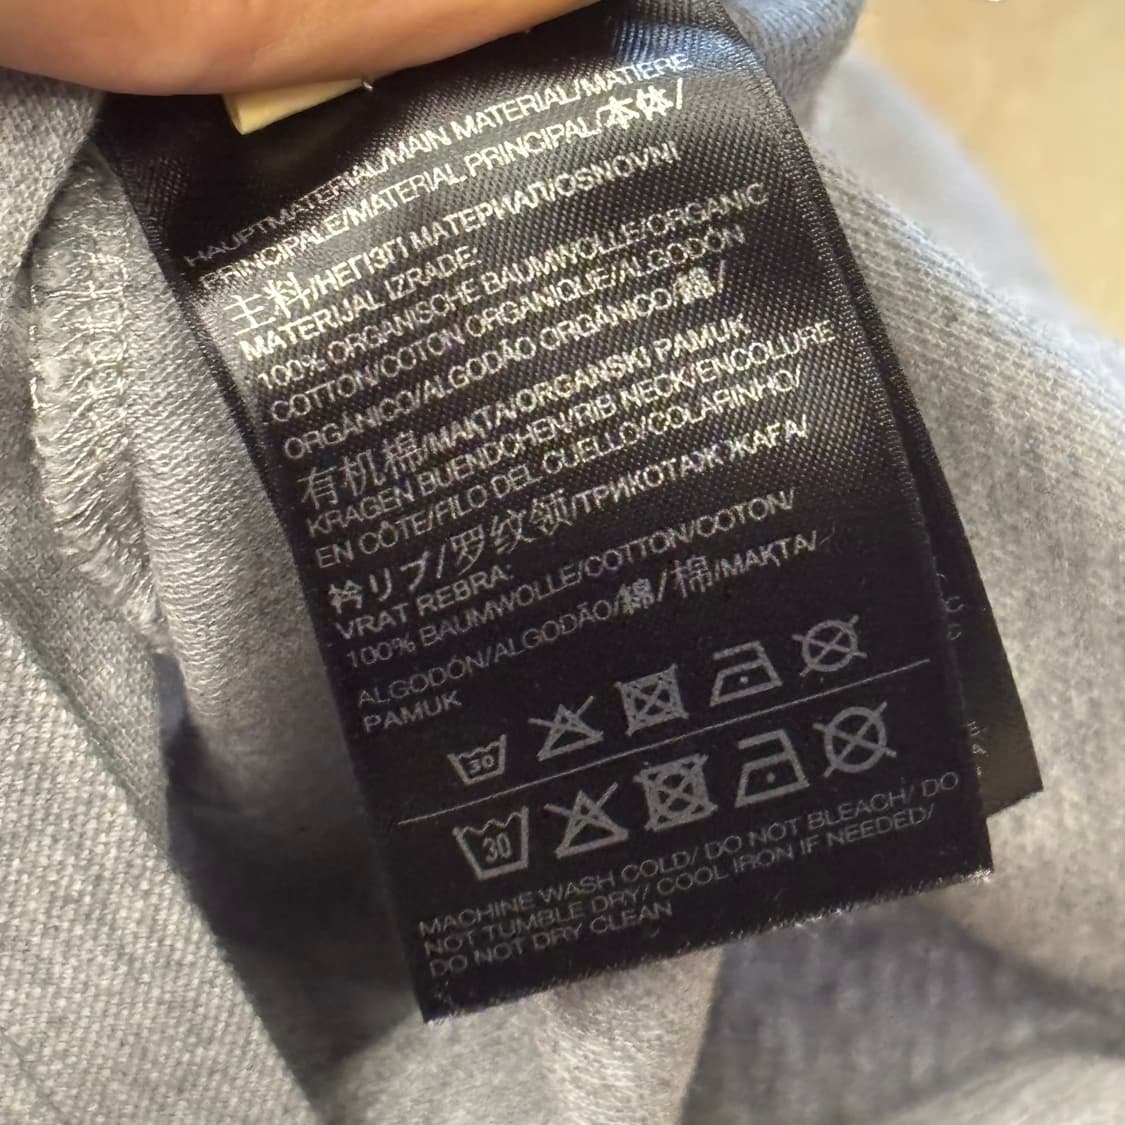 HAUPTMATERIAL/MAIN MATERIAL/MATIÈRE
PRINCIPALE/MATERIAL PRINCIPAL/本体/
主料/НЕГІЗГІ МАТЕРИАЛ/OSNOVNI
MATERIJAL IZRADE:
100% ORGANISCHE BAUMWOLLE/ORGANIC
COTTON/COTON ORGANIQUE/ALGODÓN
ORGÁNICO/ALGODÃO ORGÂNICO/綿/
有机棉/МАҚТА/ORGANSKI PAMUK
KRAGEN BUENDCHEN/RIB NECK/ENCOLURE
EN CÔTE/FILO DEL CUELLO/COLARINHO/
衿リブ/罗纹领/ТРИКОТАЖ ЖАҒА/
VRAT REBRA:
100% BAUMWOLLE/COTTON/COTON/
ALGODÓN/ALGODÃO/綿/棉/МАҚТА/
PAMUK
30
30
MACHINE WASH COLD/ DO NOT BLEACH/ DO
NOT TUMBLE DRY/ COOL IRON IF NEEDED/
DO NOT DRY CLEAN